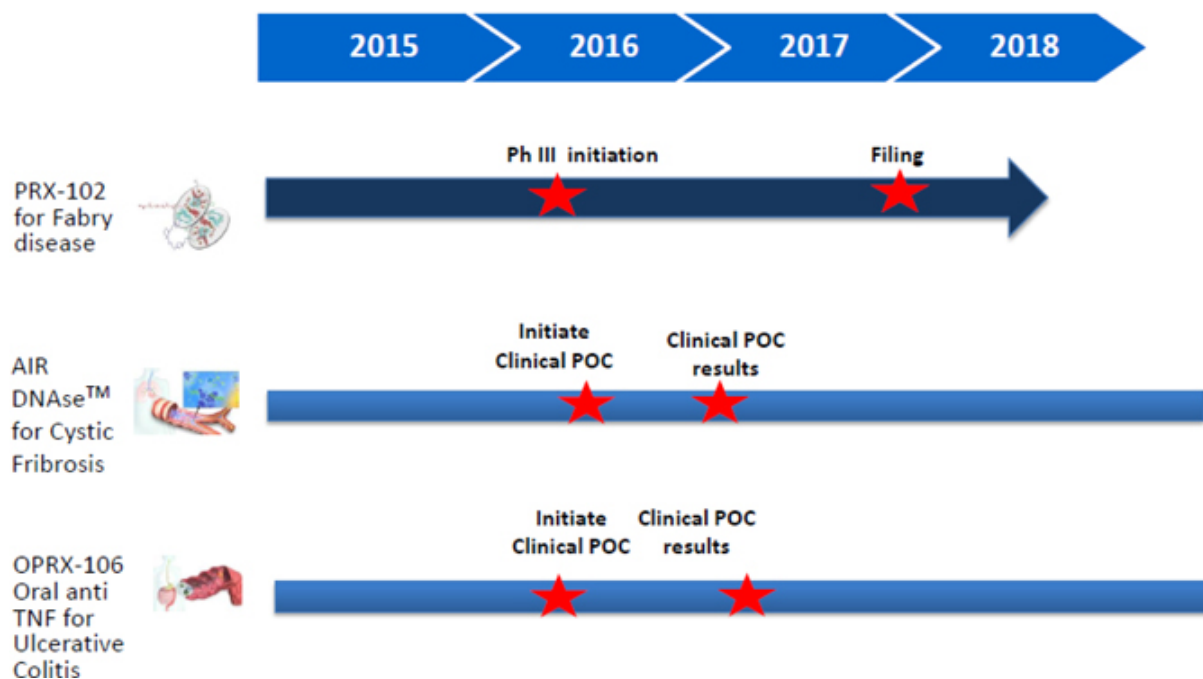 2015 2016 2017 2018
Ph III initiation
Filing
PRX-102
for Fabry
disease
Initiate
Clinical POC
Clinical POC
results
AIR
DNAse™
for Cystic
Fibrosis
Initiate
Clinical POC
Clinical POC
results
OPRX-106
Oral anti
TNF for
Ulcerative
Colitis